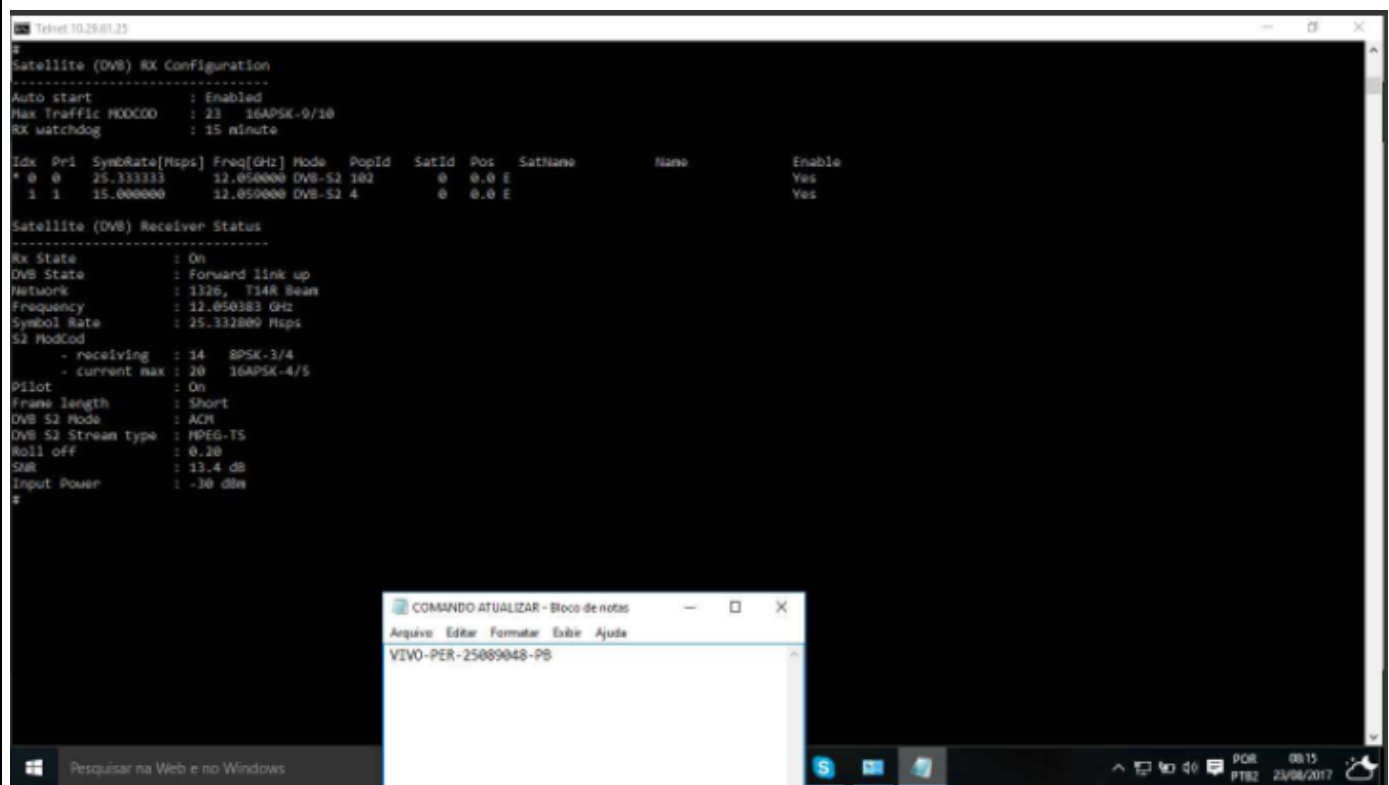 Telnet 10.29.61.25
#
Satellite (DVB) RX Configuration
---------------------------------
Auto start : Enabled
Max Traffic MODCOD : 23 16APSK-9/10
RX watchdog : 15 minute
Idx Pri SymbRate[Msps] Freq[GHz] Mode PopId SatId Pos SatName Name Enable
* 0 0 25.333333 12.050000 DVB-S2 102 0 0.0 E Yes
1 1 15.000000 12.059000 DVB-S2 4 0 0.0 E Yes
Satellite (DVB) Receiver Status
---------------------------------
Rx State : On
DVB State : Forward link up
Network : 1326, T14R Beam
Frequency : 12.050383 GHz
Symbol Rate : 25.332809 Msps
S2 ModCod
- receiving : 14 8PSK-3/4
- current max : 20 16APSK-4/5
Pilot : On
Frame length : Short
DVB S2 Mode : ACM
DVB S2 Stream type : MPEG-TS
Roll off : 0.20
SNR : 13.4 dB
Input Power : -30 dBm
#
COMANDO ATUALIZAR - Bloco de notas
Arquivo Editar Formatar Exibir Ajuda
VIVO-PER-25089048-PB
Pesquisar na Web e no Windows
POR 08:15
PTB2 23/08/2017